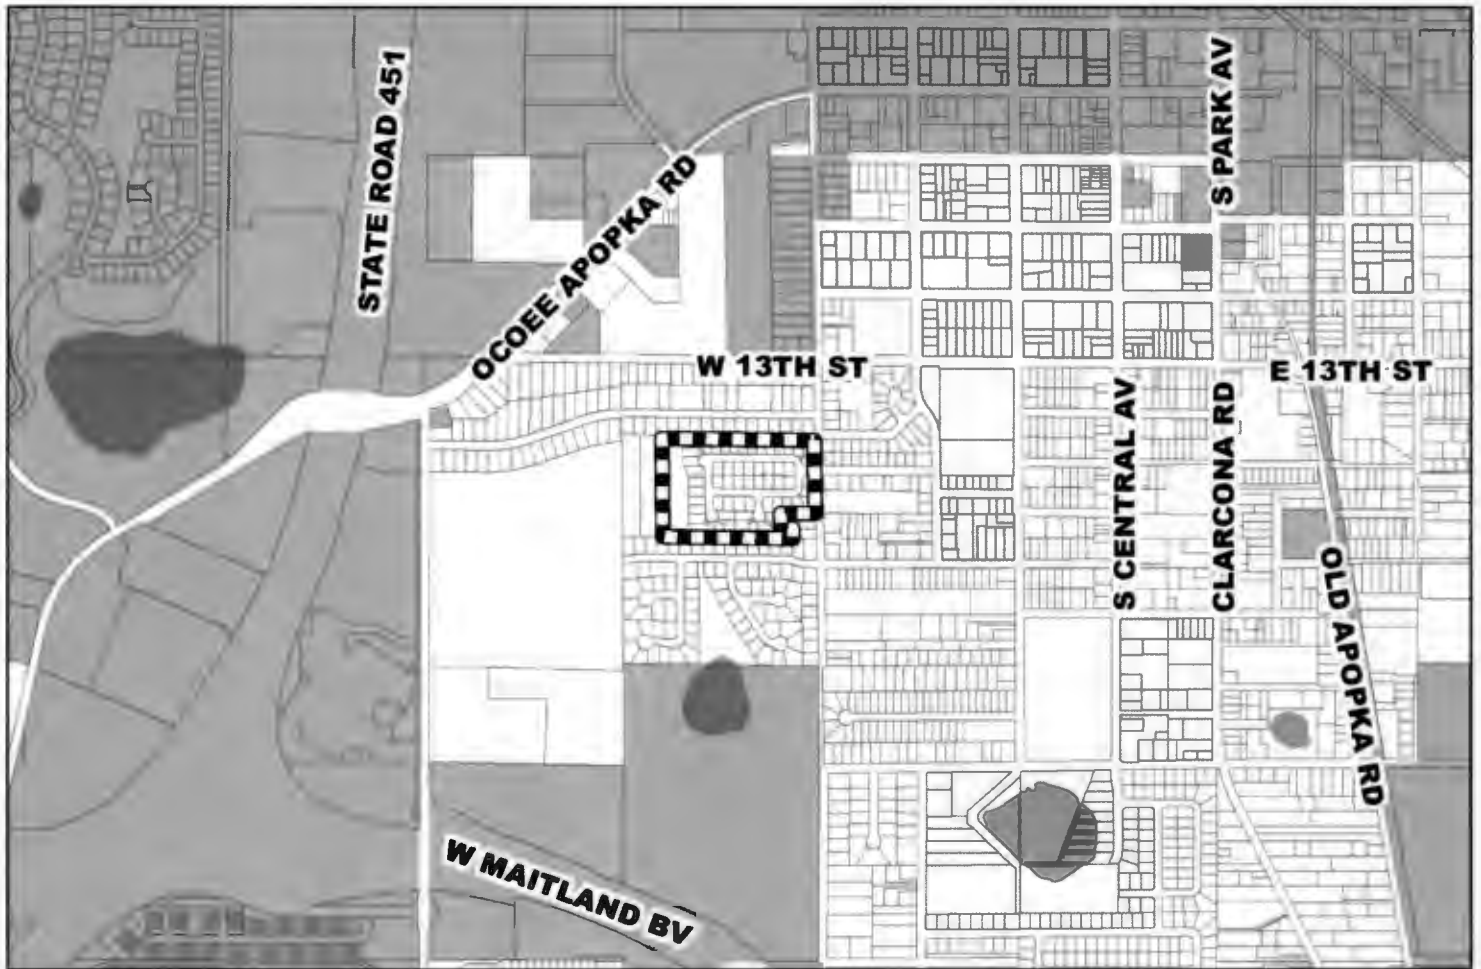 S PARK AV
STATE ROAD 451
OCOEE APOPKA RD
W 13TH ST
E 13TH ST
S CENTRAL AV
CLARCONA RD
OLD APOPKA RD
W MAITLAND BV